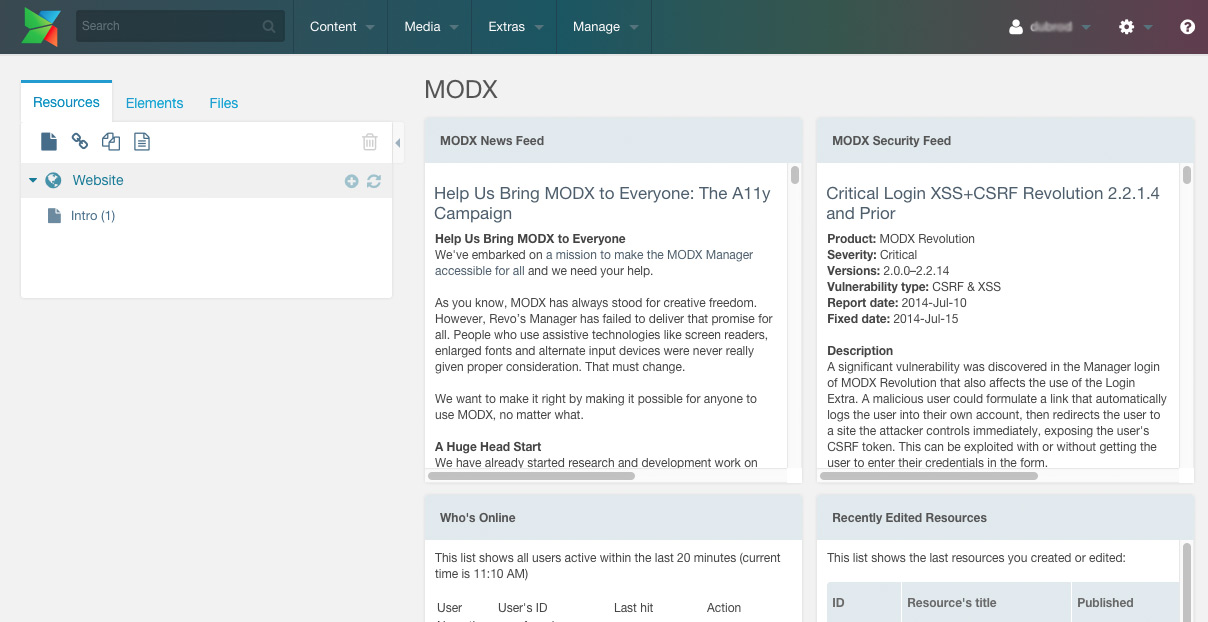 Search
Content
Media
Extras
Manage
Resources
Elements
Files
Website
Intro (1)
MODX
MODX News Feed
Help Us Bring MODX to Everyone: The A11y
Campaign
Help Us Bring MODX to Everyone
We've embarked on a mission to make the MODX Manager
accessible for all and we need your help.
As you know, MODX has always stood for creative freedom.
However, Revo's Manager has failed to deliver that promise for
all. People who use assistive technologies like screen readers,
enlarged fonts and alternate input devices were never really
given proper consideration. That must change.
We want to make it right by making it possible for anyone to
use MODX, no matter what.
A Huge Head Start
We have already started research and development work on
MODX Security Feed
Critical Login XSS+CSRF Revolution 2.2.1.4
and Prior
Product: MODX Revolution
Severity: Critical
Versions: 2.0.0–2.2.14
Vulnerability type: CSRF & XSS
Report date: 2014-Jul-10
Fixed date: 2014-Jul-15
Description
A significant vulnerability was discovered in the Manager login
of MODX Revolution that also affects the use of the Login
Extra. A malicious user could formulate a link that automatically
logs the user into their own account, then redirects the user to
a site the attacker controls immediately, exposing the user's
CSRF token. This can be exploited with or without getting the
user to enter their credentials in the form.
Who's Online
This list shows all users active within the last 20 minutes (current
time is 11:10 AM)
User User's ID Last hit Action
Recently Edited Resources
This list shows the last resources you created or edited:
ID Resource's title Published